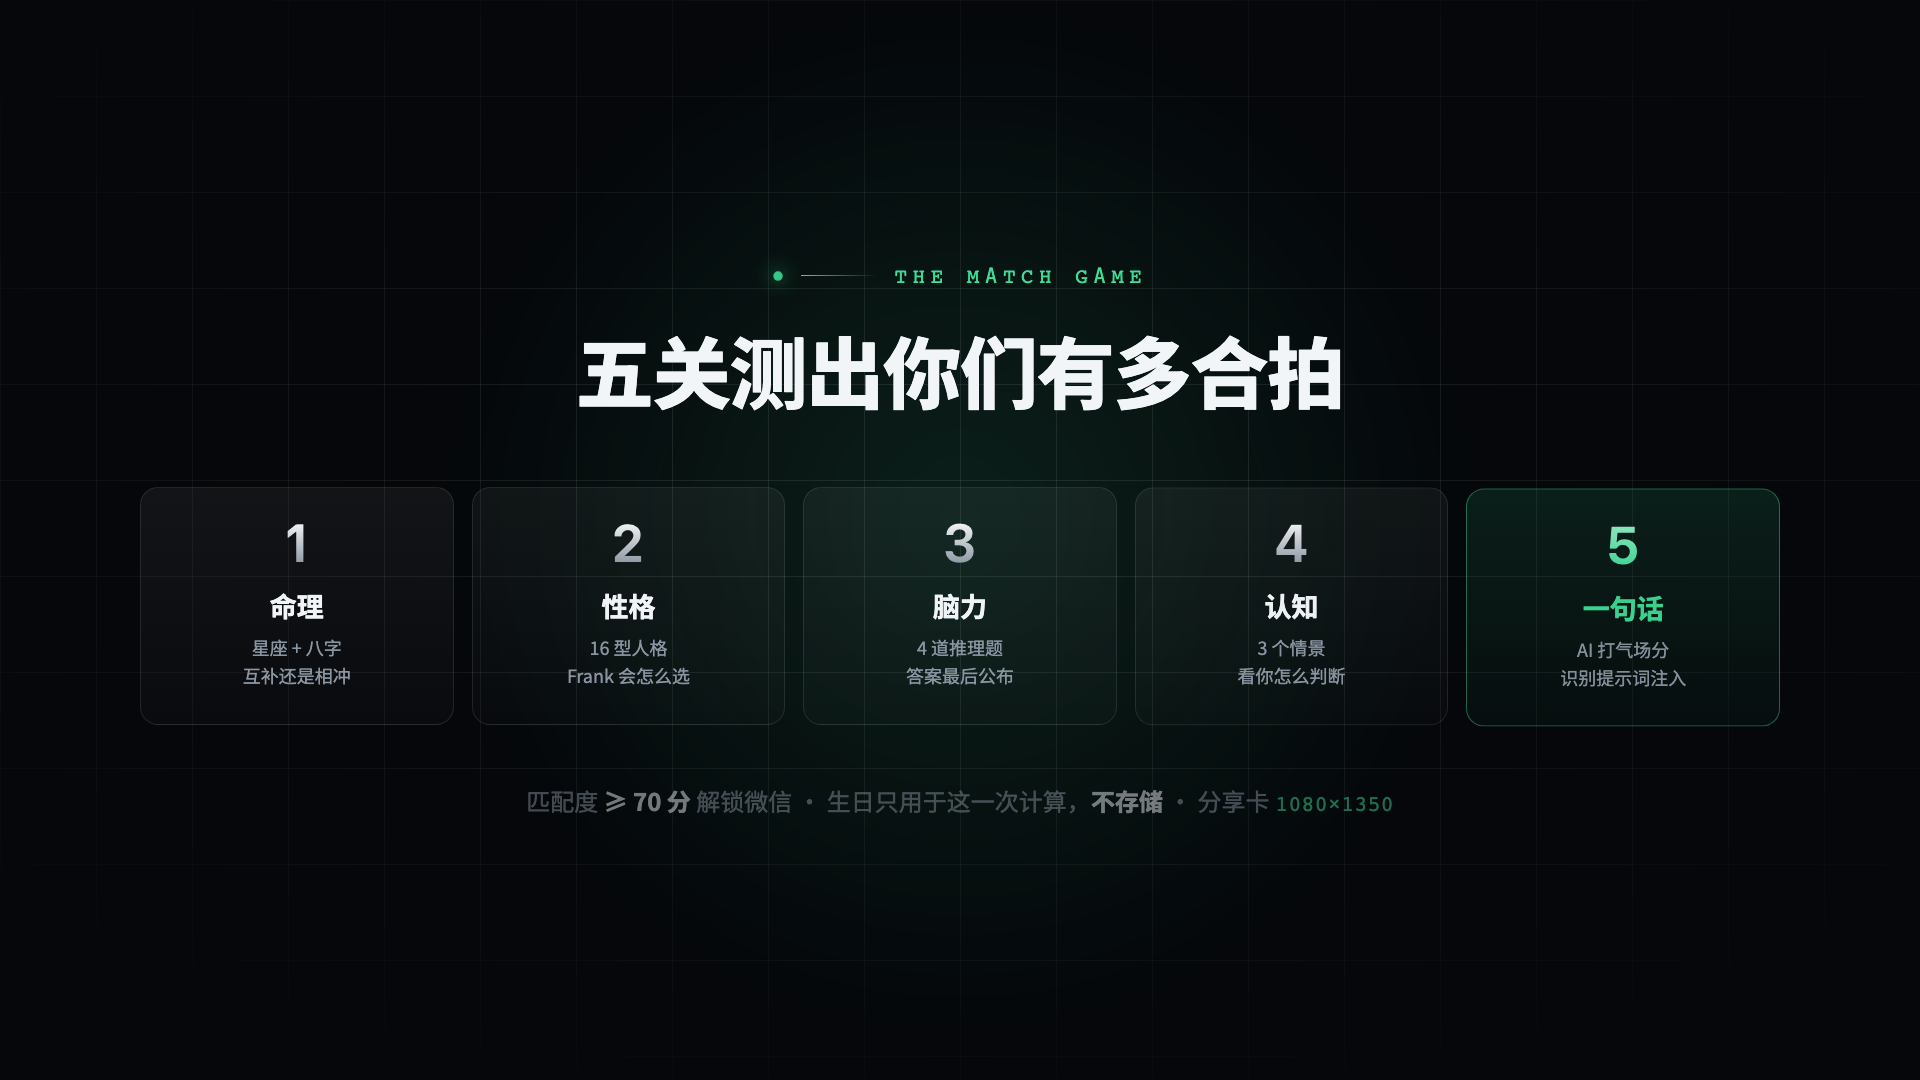 THE MATCH GAME
五关测出你们有多合拍
1
命理
星座 + 八字
互补还是相冲
2
性格
16 型人格
Frank 会怎么选
3
脑力
4 道推理题
答案最后公布
4
认知
3 个情景
看你怎么判断
5
一句话
AI 打气场分
识别提示词注入
匹配度 ≥ 70 分 解锁微信 · 生日只用于这一次计算，不存储 · 分享卡 1080×1350